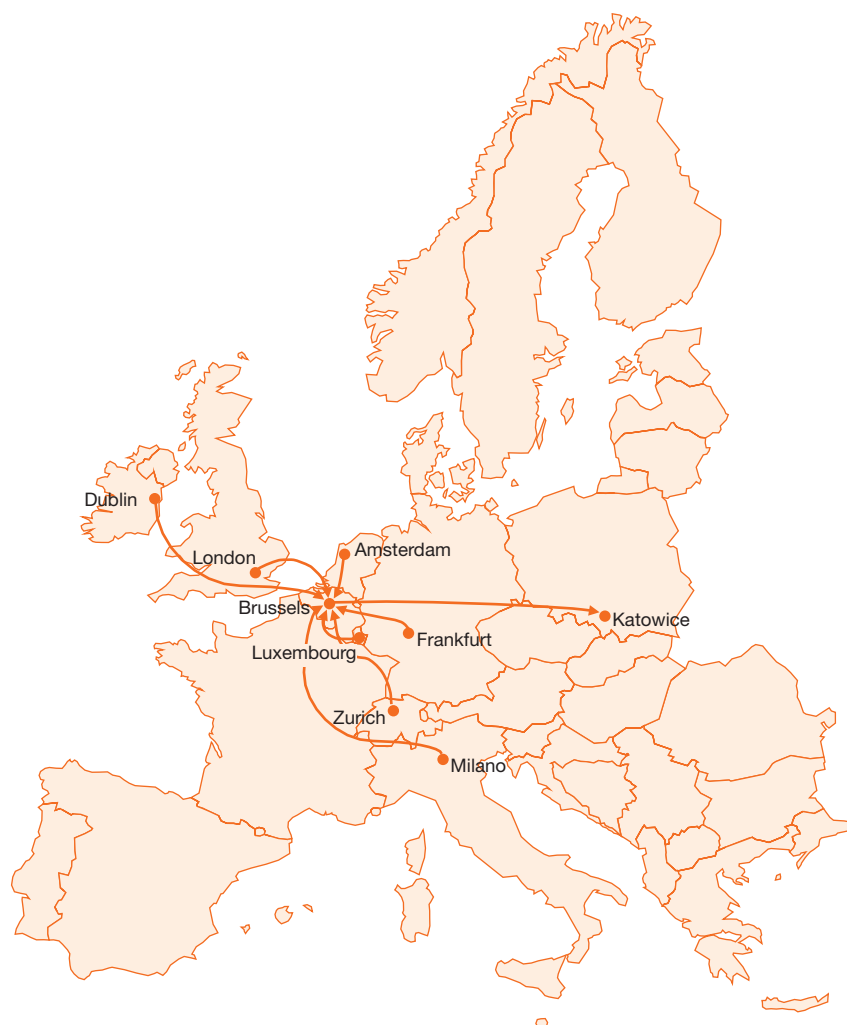 Dublin
Amsterdam
London
Brussels
Katowice
Frankfurt
Luxembourg
Zurich
Milano